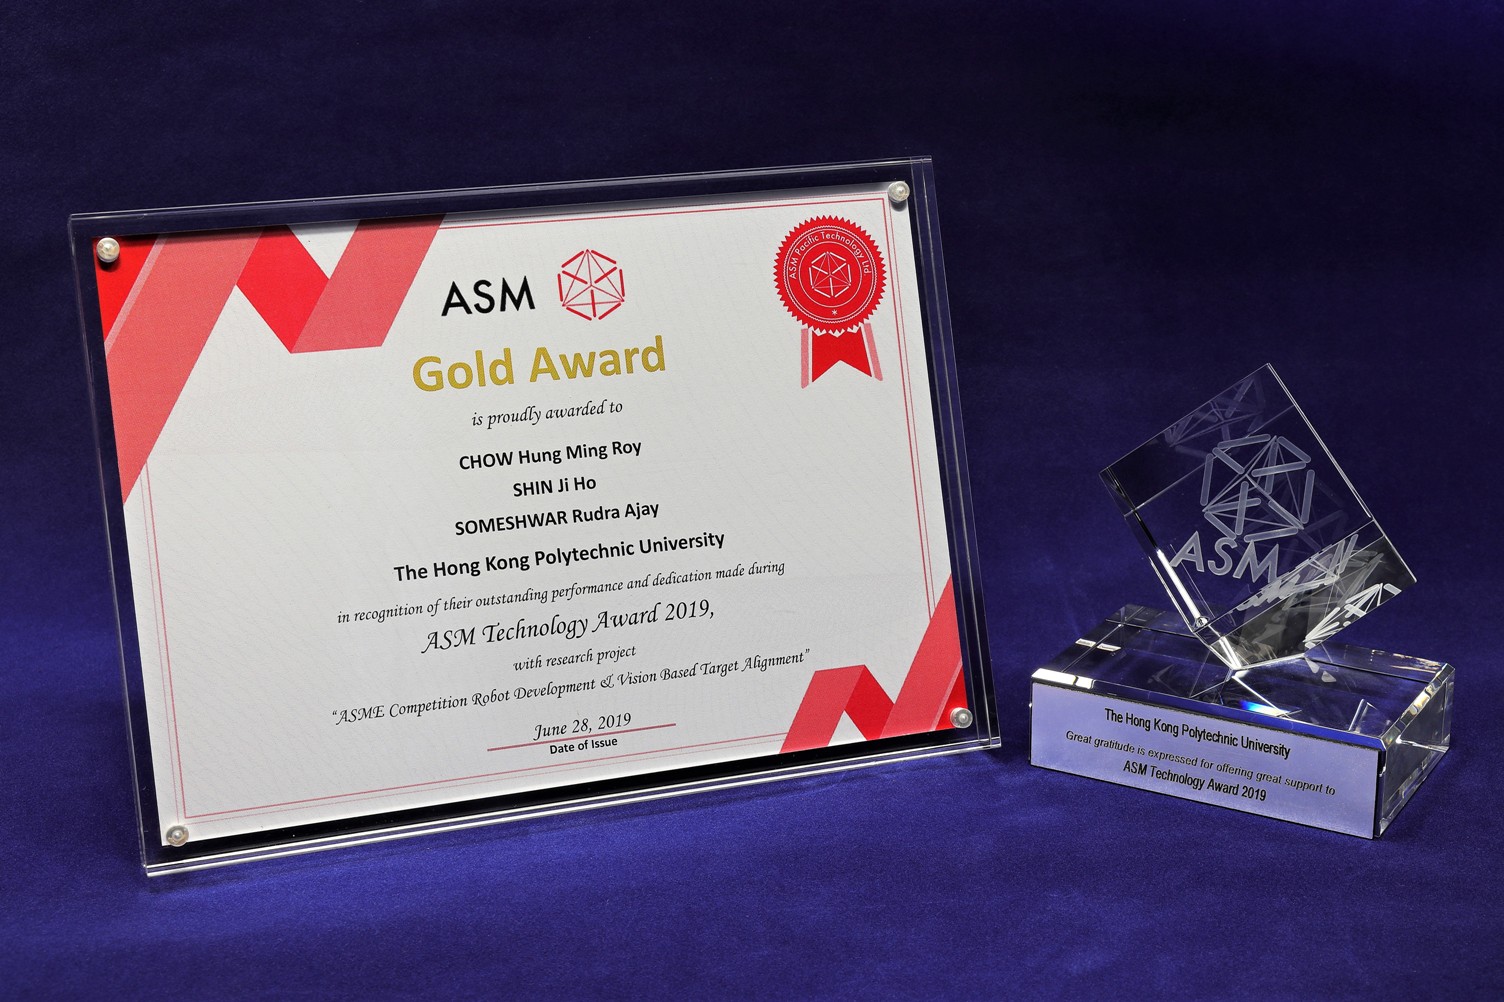 ASM
ASM Pacific Technology Ltd
*
Gold Award
is proudly awarded to
CHOW Hung Ming Roy
SHIN Ji Ho
SOMESHWAR Rudra Ajay
The Hong Kong Polytechnic University
in recognition of their outstanding performance and dedication made during
ASM Technology Award 2019,
with research project
“ASME Competition Robot Development & Vision Based Target Alignment”
June 28, 2019
Date of Issue
ASM
The Hong Kong Polytechnic University
Great gratitude is expressed for offering great support to
ASM Technology Award 2019